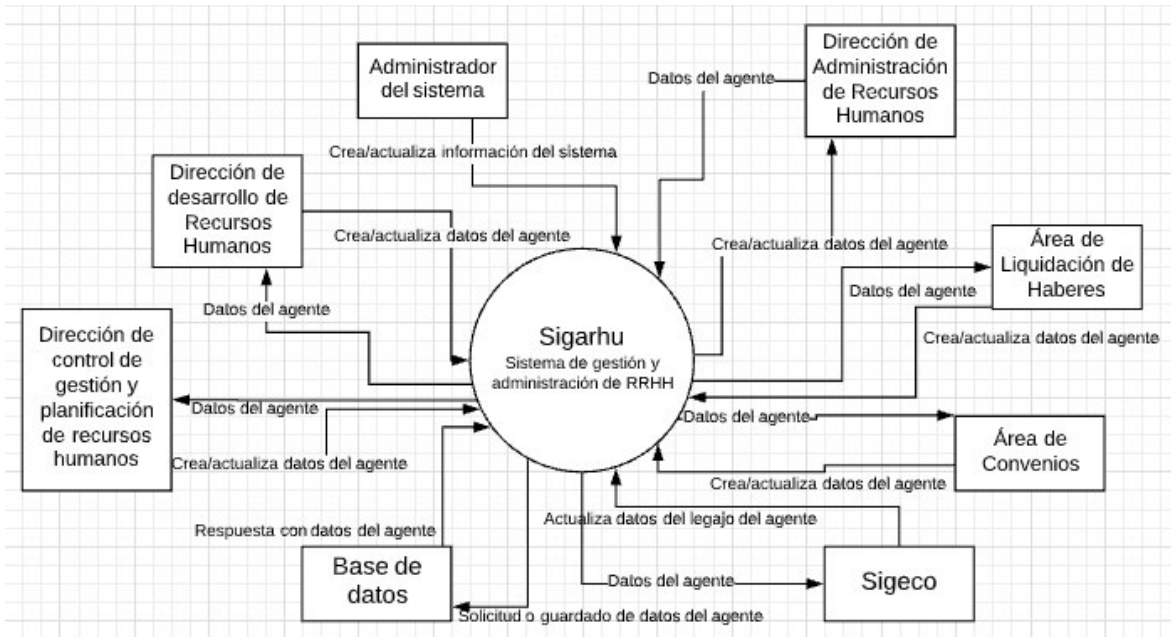 Administrador
del sistema
Dirección de
Administración
de Recursos
Humanos
Datos del agente
Crea/actualiza información del sistema
Dirección de
desarrollo de
Recursos
Humanos
Crea/actualiza datos del agente
Crea/actualiza datos del agente
Área de
Liquidación de
Haberes
Datos del agente
Datos del agente
Crea/actualiza datos del agente
Sigarhu
Sistema de gestión y
administración de RRHH
Dirección de
control de
gestión y
planificación
de recursos
humanos
Datos del agente
Crea/actualiza datos del agente
Datos del agente
Área de
Convenios
Crea/actualiza datos del agente
Respuesta con datos del agente
Actualiza datos del legajo del agente
Base de
datos
Solicitud o guardado de datos del agente
Datos del agente
Sigeco